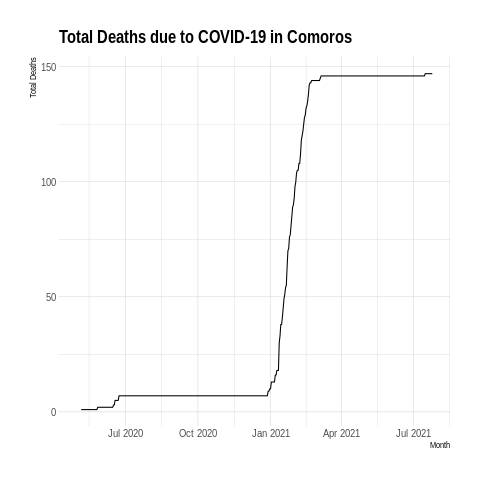 Total Deaths due to COVID-19 in Comoros
Total Deaths
150
100
50
0
Jul 2020 Oct 2020 Jan 2021 Apr 2021 Jul 2021
Month